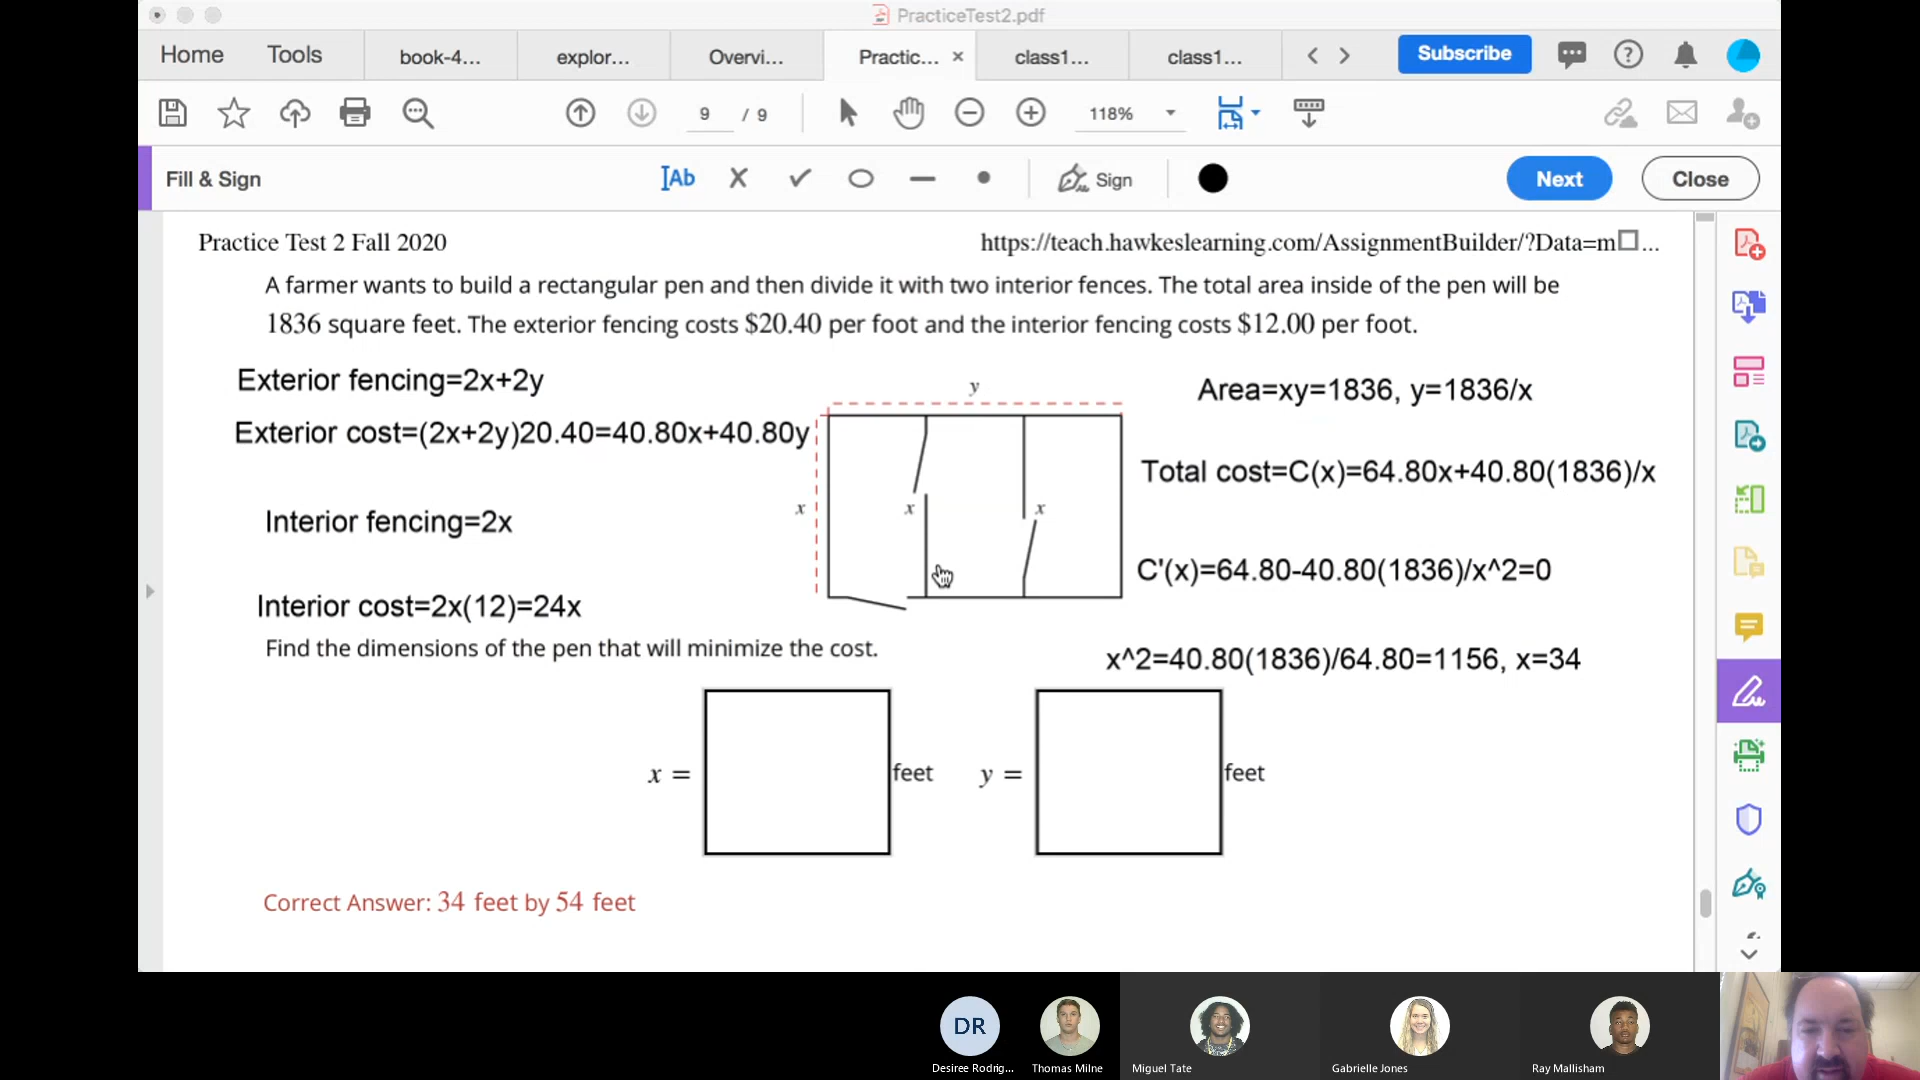 PracticeTest2.pdf
Home Tools book-4... explor... Overvi... Practic... × class1... class1... Subscribe
9 / 9 118%
Fill & Sign Ab Sign Next Close
Practice Test 2 Fall 2020 https://teach.hawkeslearning.com/AssignmentBuilder/?Data=m□...
A farmer wants to build a rectangular pen and then divide it with two interior fences. The total area inside of the pen will be
1836 square feet. The exterior fencing costs $20.40 per foot and the interior fencing costs $12.00 per foot.
Exterior fencing=2x+2y
y
Area=xy=1836, y=1836/x
Exterior cost=(2x+2y)20.40=40.80x+40.80y
Total cost=C(x)=64.80x+40.80(1836)/x
x x x
Interior fencing=2x
C'(x)=64.80-40.80(1836)/x^2=0
Interior cost=2x(12)=24x
Find the dimensions of the pen that will minimize the cost.
x^2=40.80(1836)/64.80=1156, x=34
x = feet y = feet
Correct Answer: 34 feet by 54 feet
DR
Desiree Rodrig... Thomas Milne Miguel Tate Gabrielle Jones Ray Mallisham